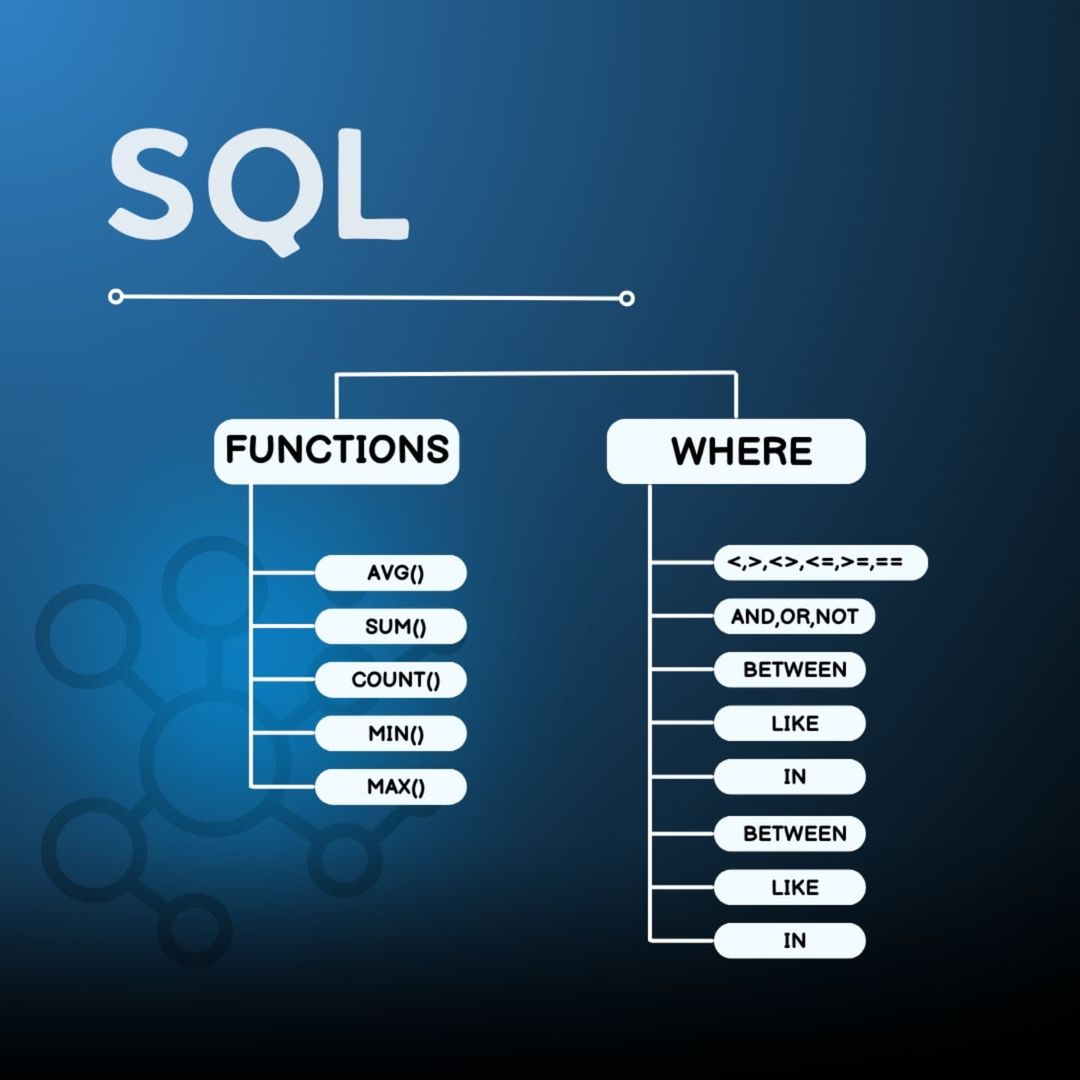 SQL
FUNCTIONS
AVG()
SUM()
COUNT()
MIN()
MAX()
WHERE
<,>,<>,<=,>=,==
AND,OR,NOT
BETWEEN
LIKE
IN
BETWEEN
LIKE
IN